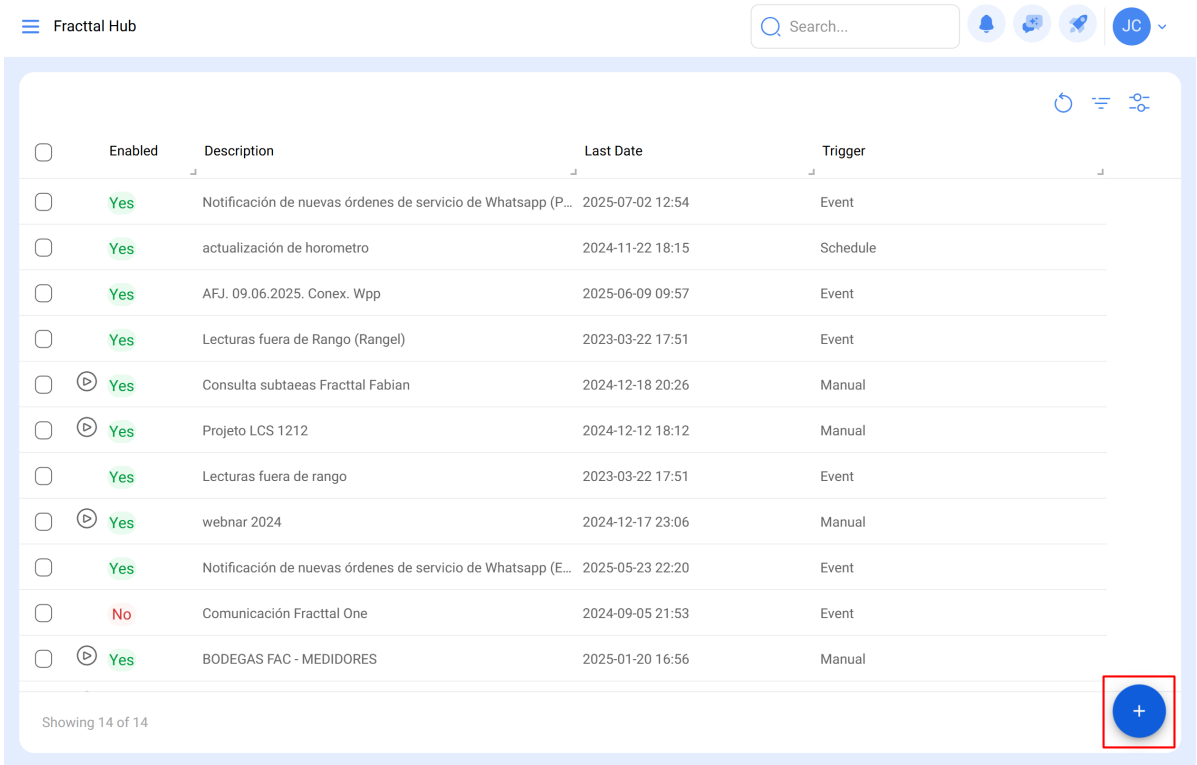 Fracttal Hub
Search...
JC
Enabled Description Last Date Trigger
Yes Notificación de nuevas órdenes de servicio de Whatsapp (P... 2025-07-02 12:54 Event
Yes actualización de horometro 2024-11-22 18:15 Schedule
Yes AFJ. 09.06.2025. Conex. Wpp 2025-06-09 09:57 Event
Yes Lecturas fuera de Rango (Rangel) 2023-03-22 17:51 Event
Yes Consulta subtaeas Fracttal Fabian 2024-12-18 20:26 Manual
Yes Projeto LCS 1212 2024-12-12 18:12 Manual
Yes Lecturas fuera de rango 2023-03-22 17:51 Event
Yes webnar 2024 2024-12-17 23:06 Manual
Yes Notificación de nuevas órdenes de servicio de Whatsapp (E... 2025-05-23 22:20 Event
No Comunicación Fracttal One 2024-09-05 21:53 Event
Yes BODEGAS FAC - MEDIDORES 2025-01-20 16:56 Manual
Showing 14 of 14
+